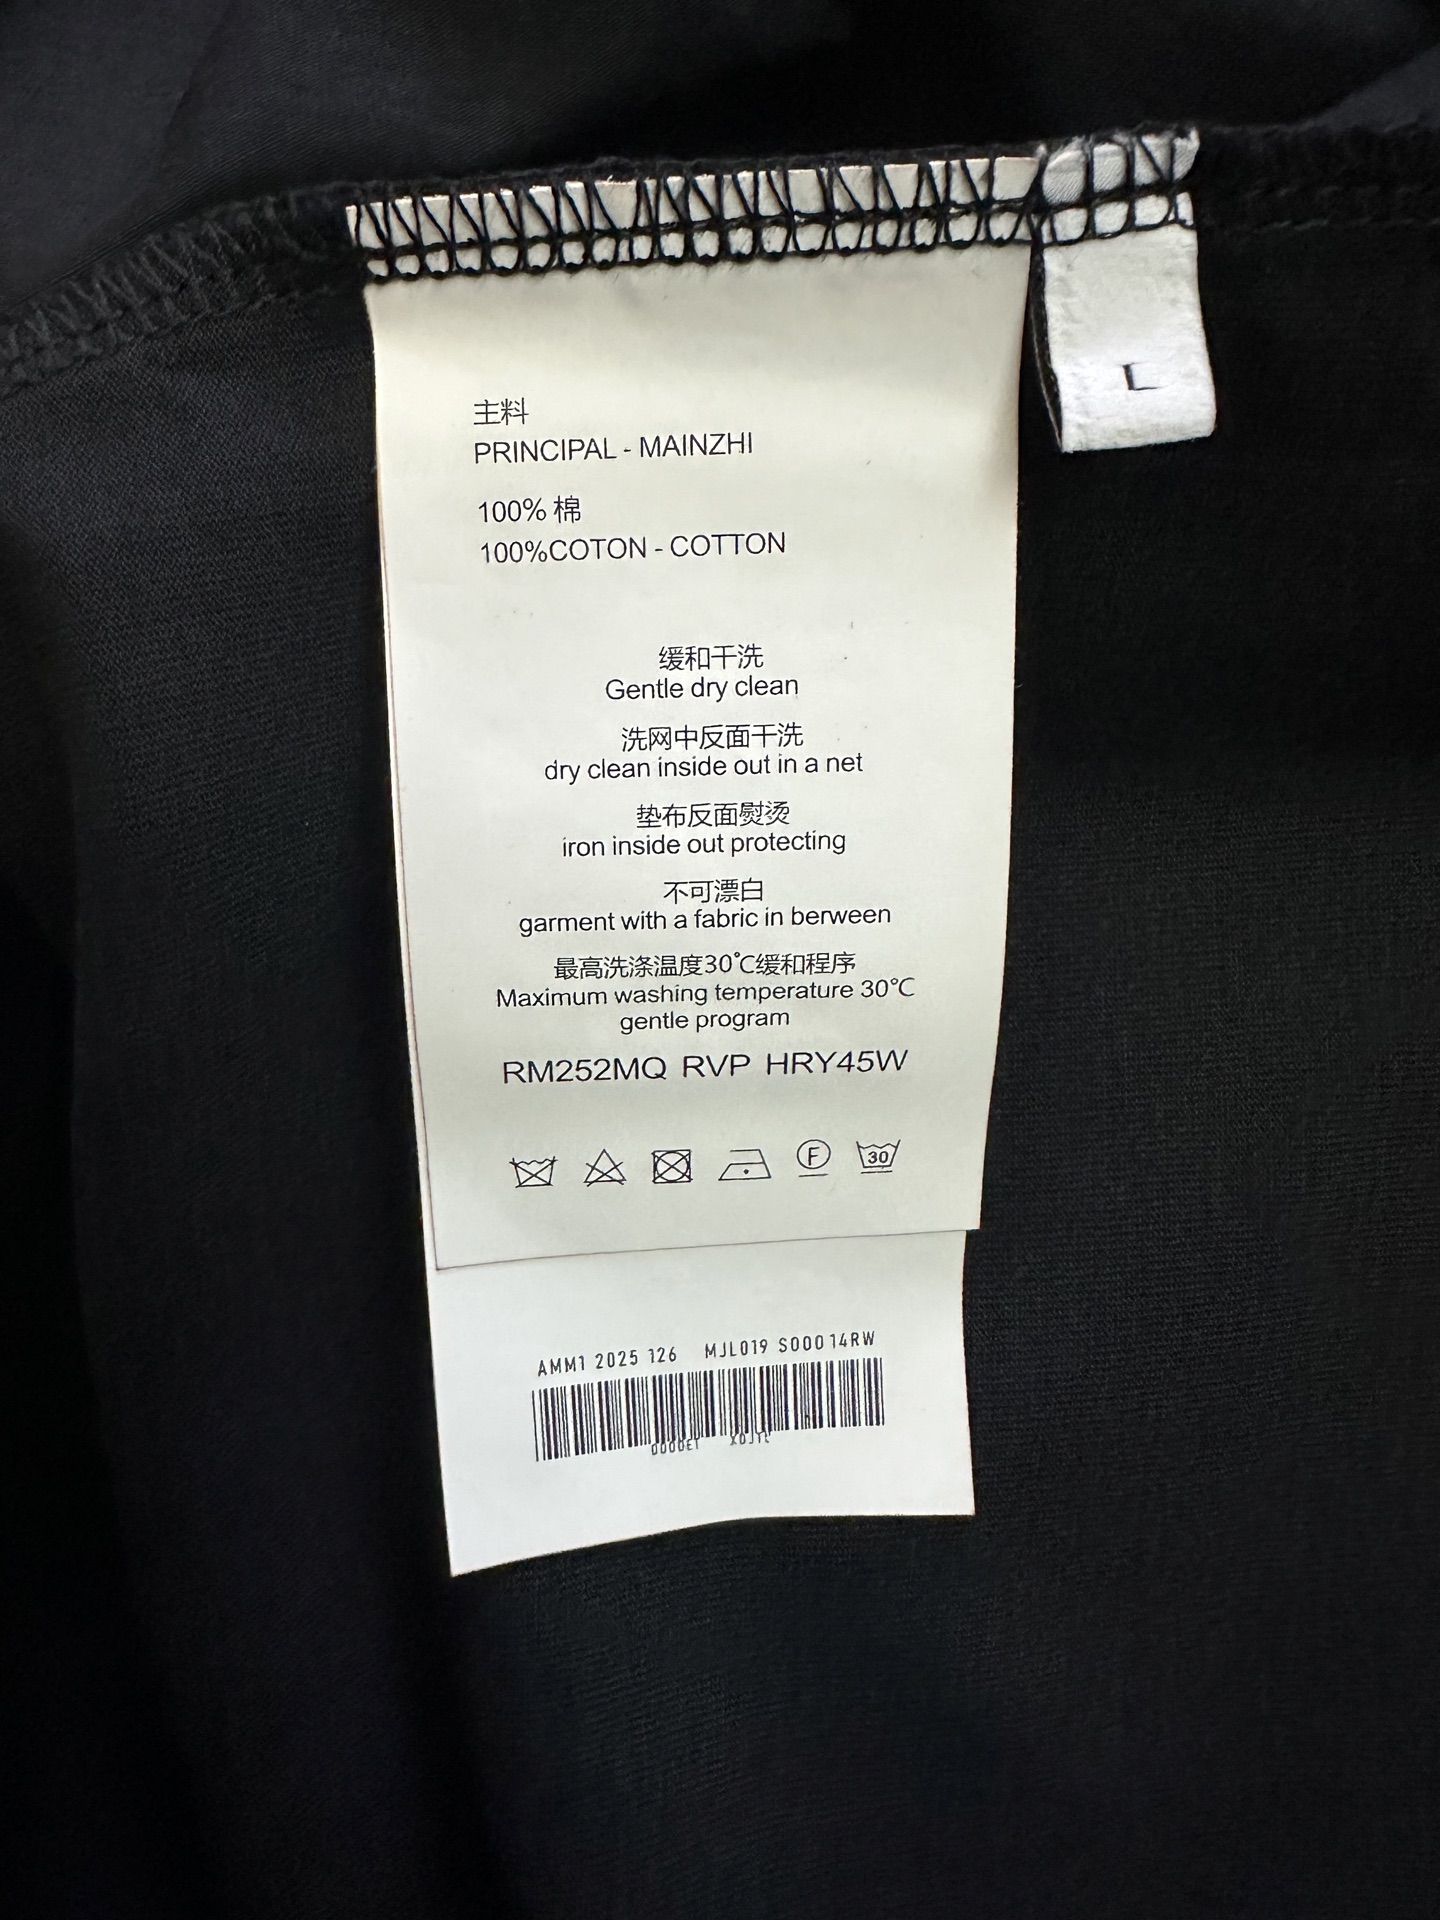 主料
PRINCIPAL - MAINZHI
100% 棉
100%COTON - COTTON
缓和干洗
Gentle dry clean
洗网中反面干洗
dry clean inside out in a net
垫布反面熨烫
iron inside out protecting
不可漂白
garment with a fabric in berween
最高洗涤温度30℃缓和程序
Maximum washing temperature 30℃
gentle program
RM252MQ RVP HRY45W
F
30
AMM1 2025 126 MJL019 S00014RW
L